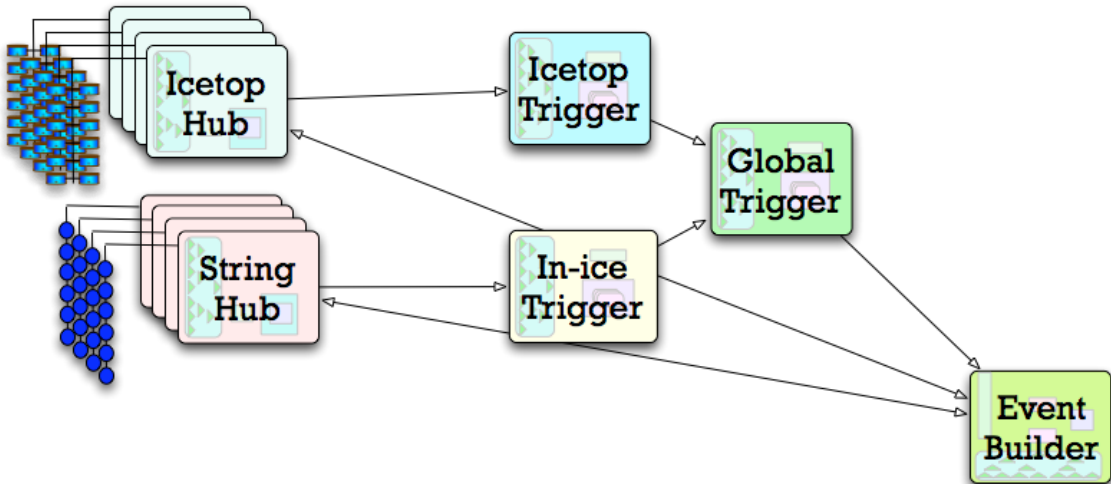 Icetop
Hub
Icetop
Trigger
Global
Trigger
String
Hub
In-ice
Trigger
Event
Builder